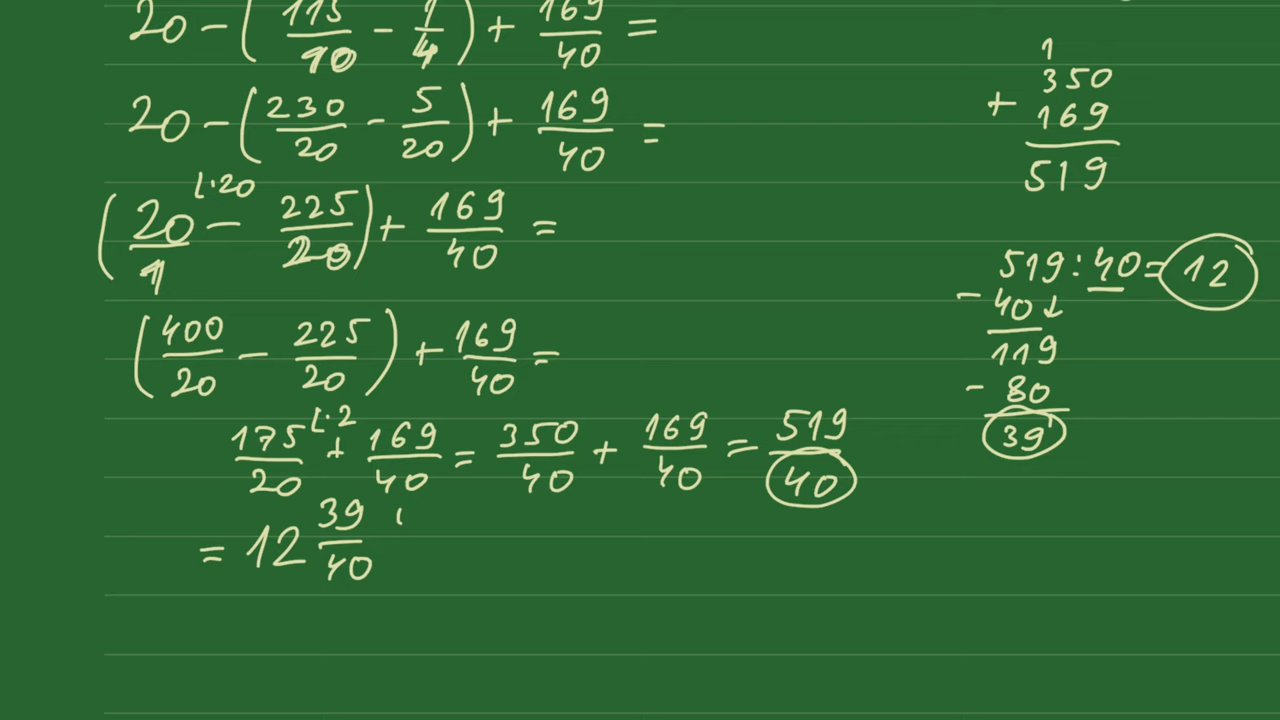 20 - (115/10 - 1/4) + 169/40 =
20 - (230/20 - 5/20) + 169/40 =
(20/1 - 225/20) + 169/40 =
(400/20 - 225/20) + 169/40 =
175/20 + 169/40 = 350/40 + 169/40 = 519/40
= 12 39/40
1
350
+ 169
519
519 : 40 = 12
- 40↓
119
- 80
39